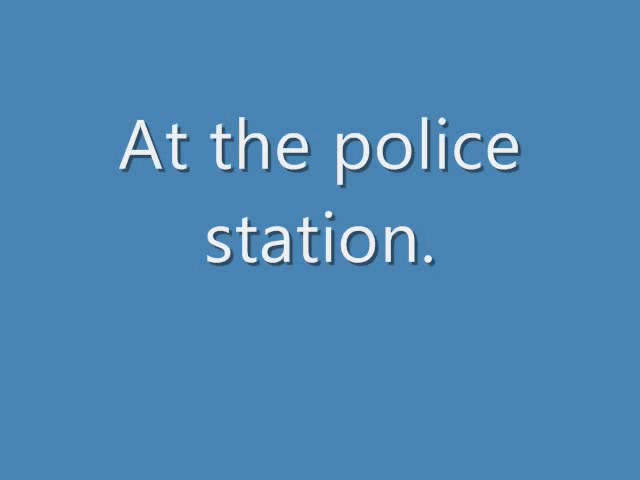 At the police
station.